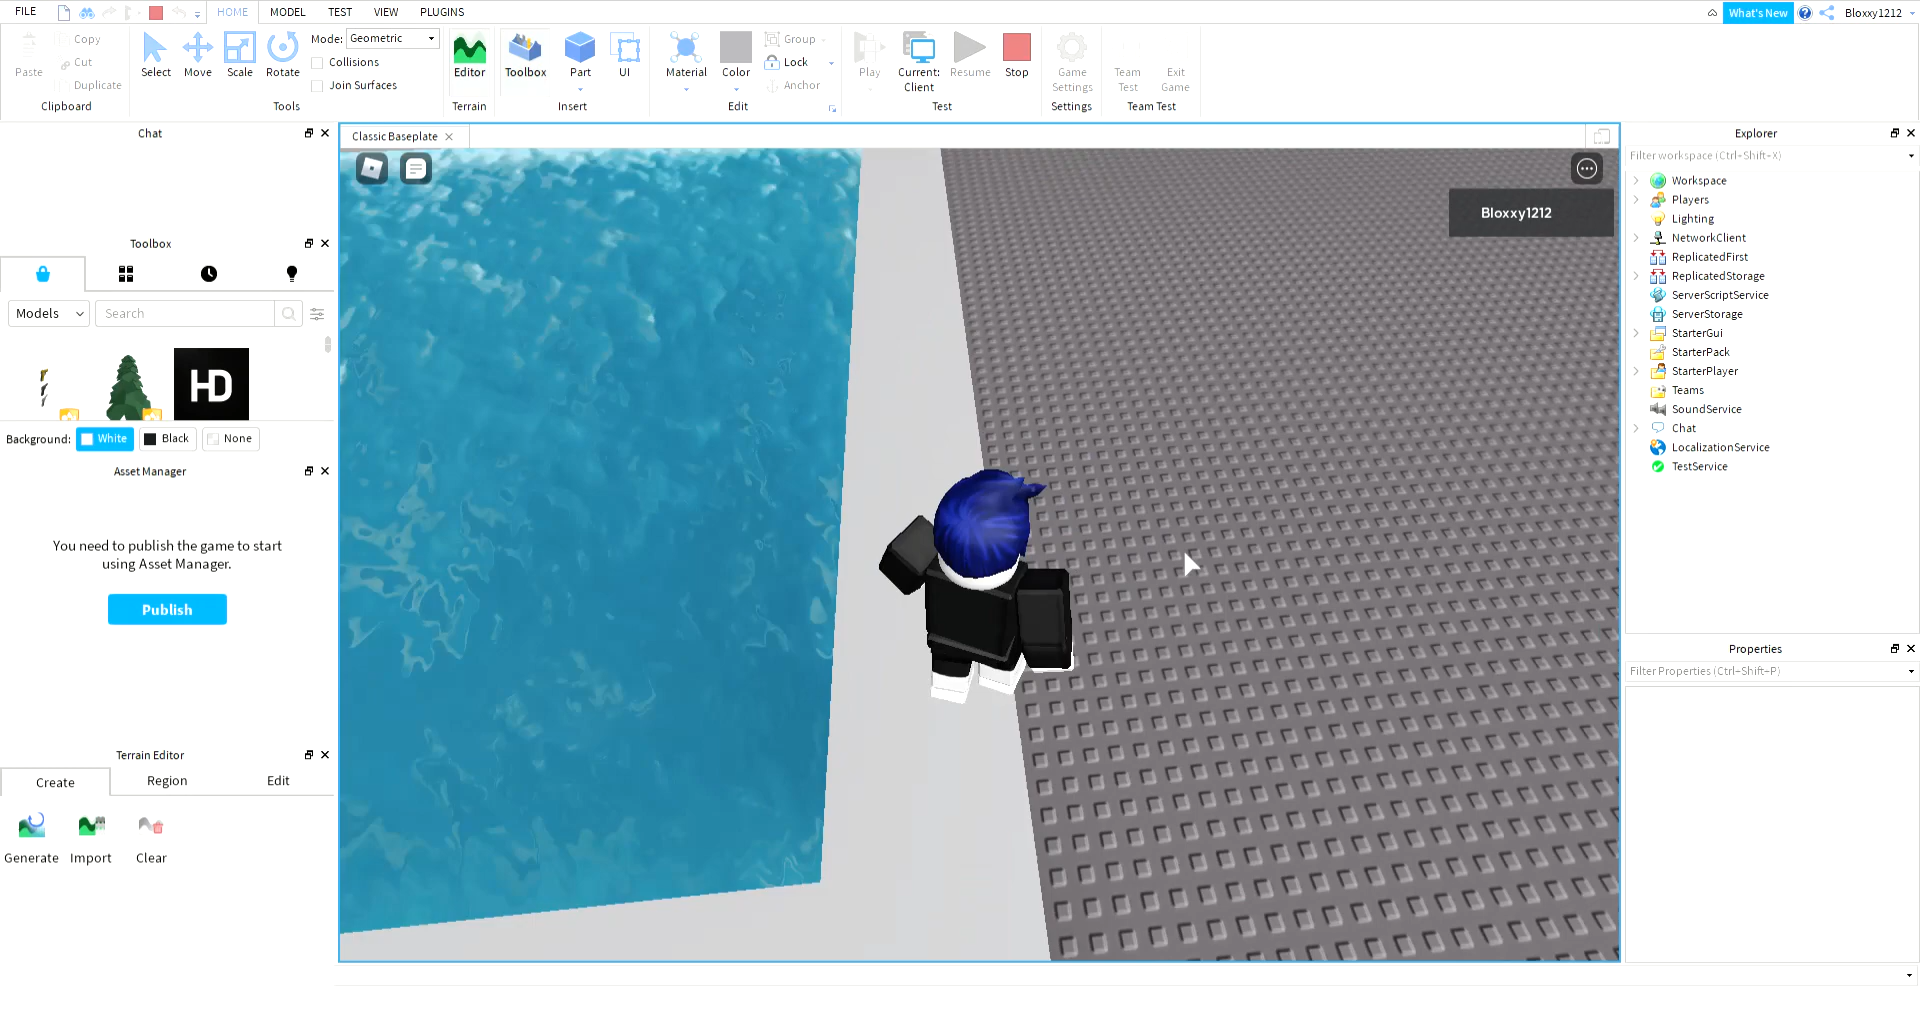 FILE HOME MODEL TEST VIEW PLUGINS What's New Bloxxy1212
Paste
Copy
Cut
Duplicate
Clipboard
Select Move Scale Rotate
Mode: Geometric
Collisions
Join Surfaces
Tools
Editor
Terrain
Toolbox Part UI
Insert
Material Color
Group
Lock
Anchor
Edit
Play
Current:
Client
Resume Stop
Test
Game
Settings
Settings
Team
Test
Exit
Game
Team Test
Chat
Toolbox
Models Search
HD
Background: White Black None
Asset Manager
You need to publish the game to start
using Asset Manager.
Publish
Terrain Editor
Create Region Edit
Generate Import Clear
Classic Baseplate
Bloxxy1212
Explorer
Filter workspace (Ctrl+Shift+X)
Workspace
Players
Lighting
NetworkClient
ReplicatedFirst
ReplicatedStorage
ServerScriptService
ServerStorage
StarterGui
StarterPack
StarterPlayer
Teams
SoundService
Chat
LocalizationService
TestService
Properties
Filter Properties (Ctrl+Shift+P)